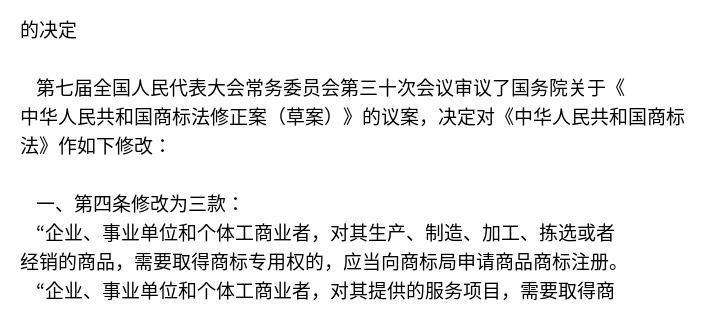 的决定
第七届全国人民代表大会常务委员会第三十次会议审议了国务院关于《
中华人民共和国商标法修正案（草案）》的议案，决定对《中华人民共和国商标
法》作如下修改：
一、第四条修改为三款：
“企业、事业单位和个体工商业者，对其生产、制造、加工、拣选或者
经销的商品，需要取得商标专用权的，应当向商标局申请商品商标注册。
“企业、事业单位和个体工商业者，对其提供的服务项目，需要取得商